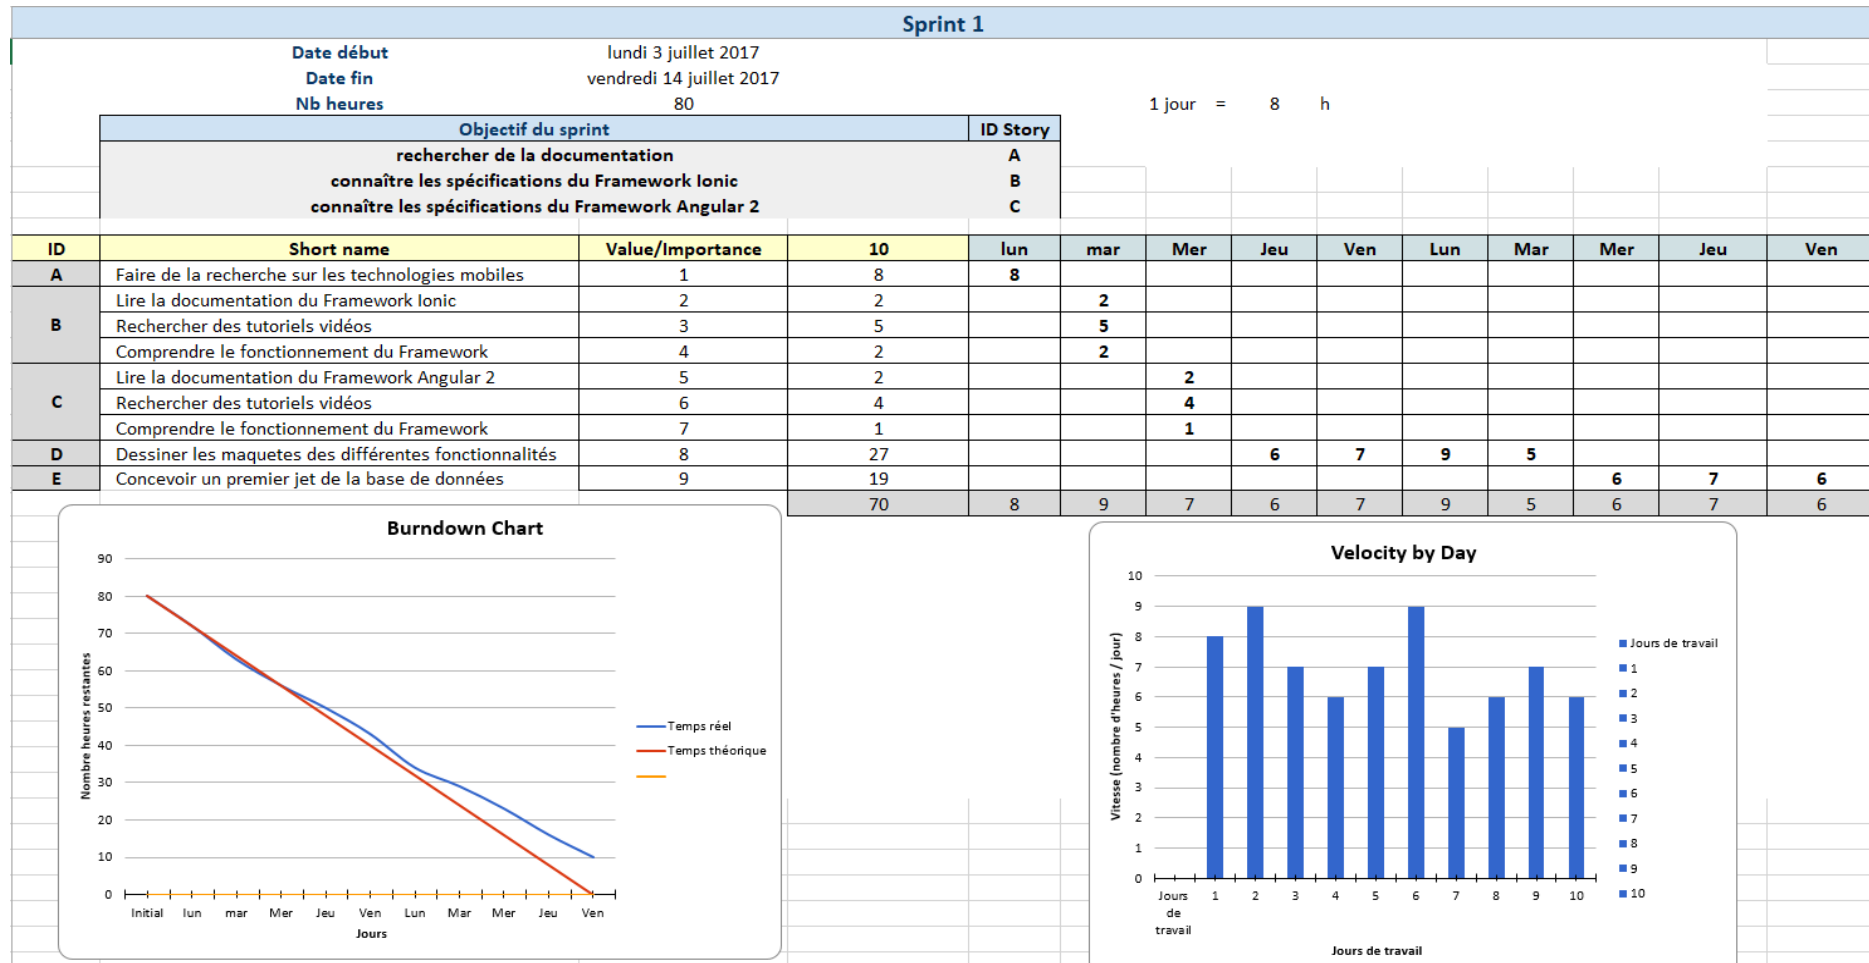 Sprint 1
Date début lundi 3 juillet 2017
Date fin vendredi 14 juillet 2017
Nb heures 80 1 jour = 8 h
Objectif du sprint ID Story
rechercher de la documentation A
connaître les spécifications du Framework Ionic B
connaître les spécifications du Framework Angular 2 C
ID Short name Value/Importance 10 lun mar Mer Jeu Ven Lun Mar Mer Jeu Ven
A Faire de la recherche sur les technologies mobiles 1 8 8
Lire la documentation du Framework Ionic 2 2 2
B Rechercher des tutoriels vidéos 3 5 5
Comprendre le fonctionnement du Framework 4 2 2
Lire la documentation du Framework Angular 2 5 2 2
C Rechercher des tutoriels vidéos 6 4 4
Comprendre le fonctionnement du Framework 7 1 1
D Dessiner les maquettes des différentes fonctionnalités 8 27 6 7 9 5
E Concevoir un premier jet de la base de données 9 19 6 7 6
70 8 9 7 6 7 9 5 6 7 6
Burndown Chart
90
80
70
60
50
40
30
20
10
0
Nombre heures restantes
Initial lun mar Mer Jeu Ven Lun Mar Mer Jeu Ven
Jours
Temps réel
Temps théorique
Velocity by Day
10
9
8
7
6
5
4
3
2
1
0
Vitesse (nombre d'heures / jour)
Jours de travail 1 2 3 4 5 6 7 8 9 10
Jours de travail
Jours de travail
1
2
3
4
5
6
7
8
9
10